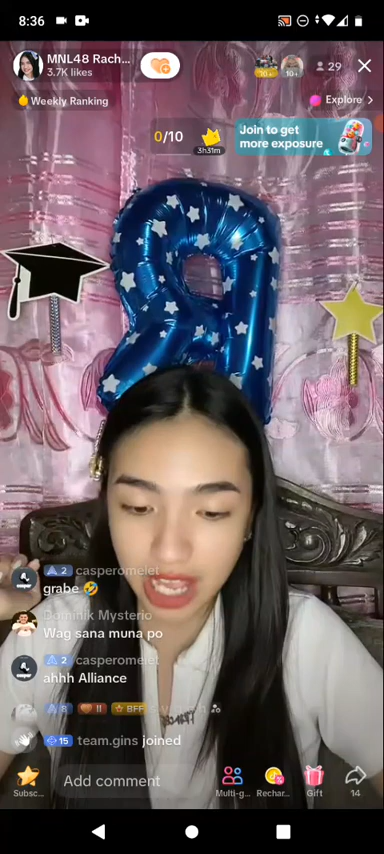 8:36
MNL48 Rach...
3.7K likes
29
Weekly Ranking
Explore
0/10
3h31m
Join to get
more exposure
R
2 casperomelet
grabe 🤣
Dominik Mysterio
Wag sana muna po
2 casperomelet
ahhh Alliance
8 !! BFF
15 team.gins joined
Subsc...
Add comment
Multi-g...
Rechar...
Gift
14